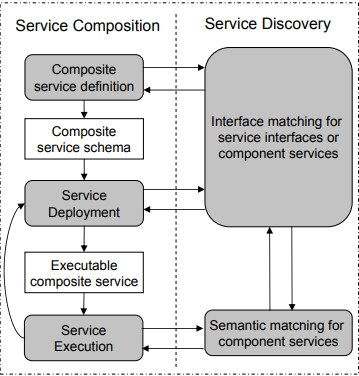 Service Composition
Service Discovery
Composite
service definition
Composite
service schema
Service
Deployment
Executable
composite service
Service
Execution
Interface matching for
service interfaces or
component services
Semantic matcning for
component services